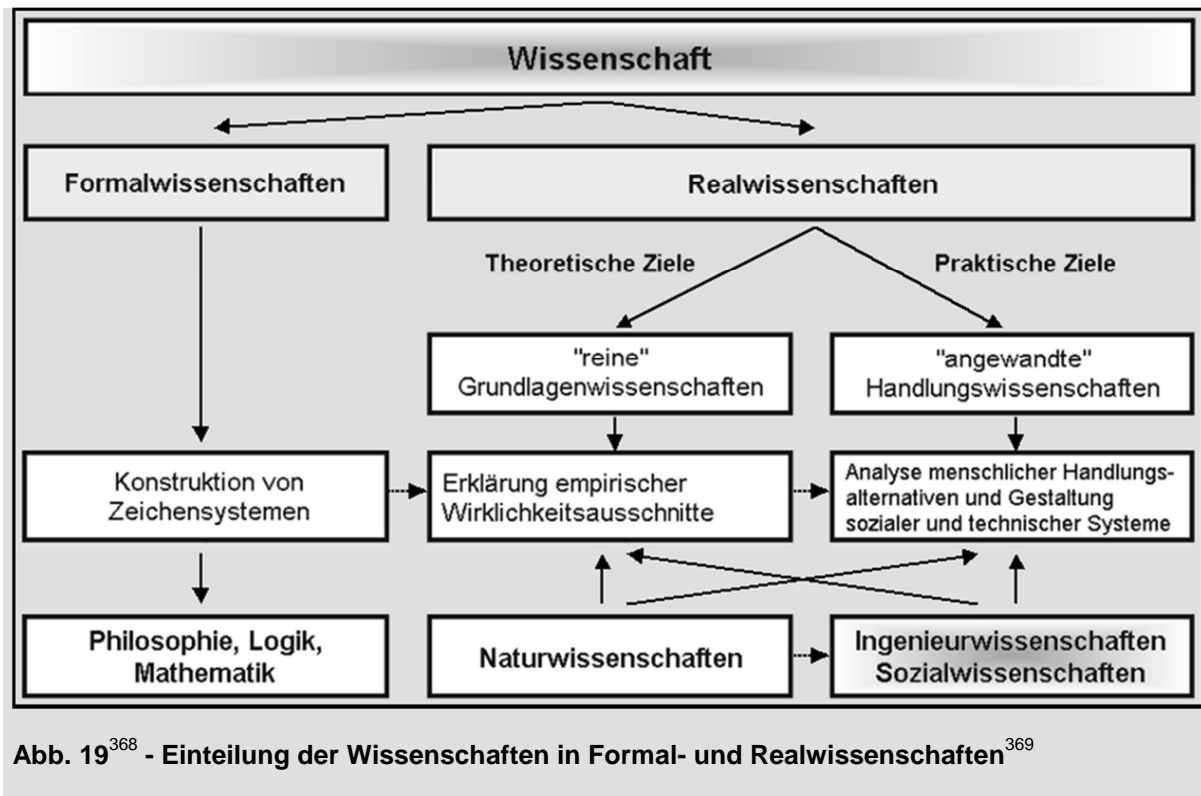 Wissenschaft
Formalwissenschaften
Realwissenschaften
Theoretische Ziele
Praktische Ziele
"reine"
Grundlagenwissenschaften
"angewandte"
Handlungswissenschaften
Konstruktion von
Zeichensystemen
Erklärung empirischer
Wirklichkeitsausschnitte
Analyse menschlicher Handlungs-
alternativen und Gestaltung
sozialer und technischer Systeme
Philosophie, Logik,
Mathematik
Naturwissenschaften
Ingenieurwissenschaften
Sozialwissenschaften
Abb. 19368 - Einteilung der Wissenschaften in Formal- und Realwissenschaften369